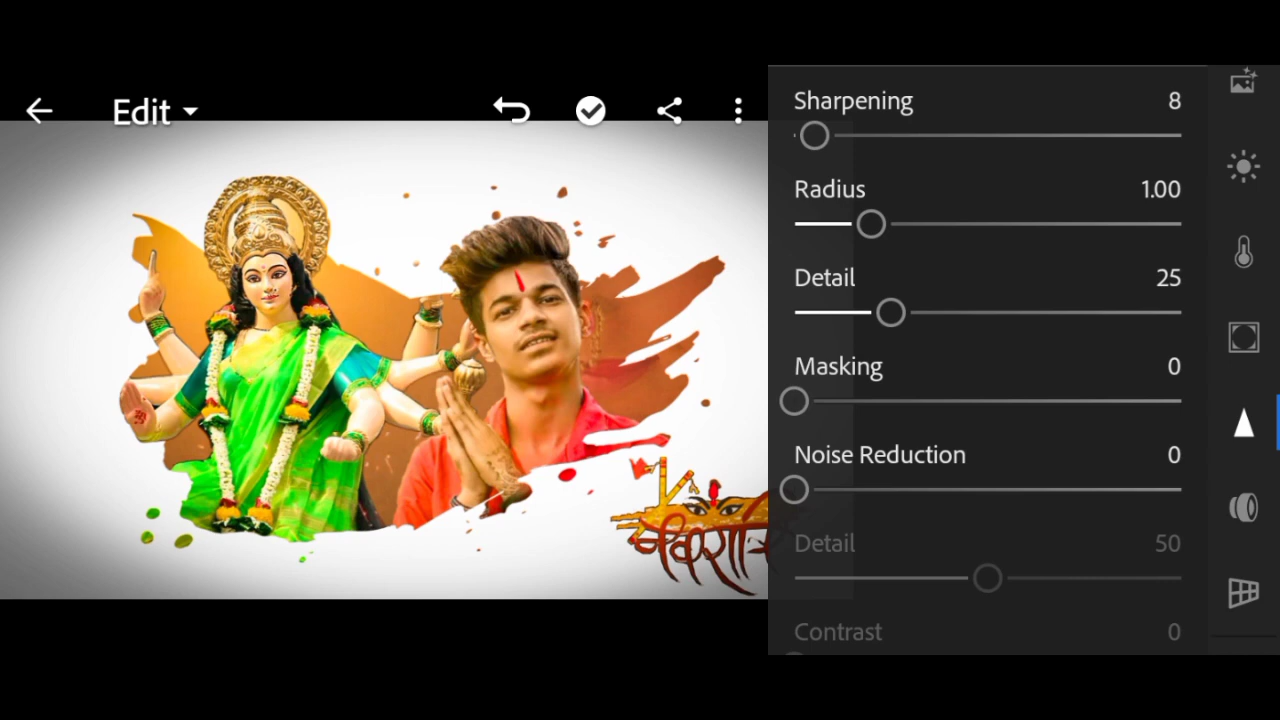 Edit
Sharpening 8
Radius 1.00
Detail 25
Masking 0
Noise Reduction 0
Detail 50
Contrast 0